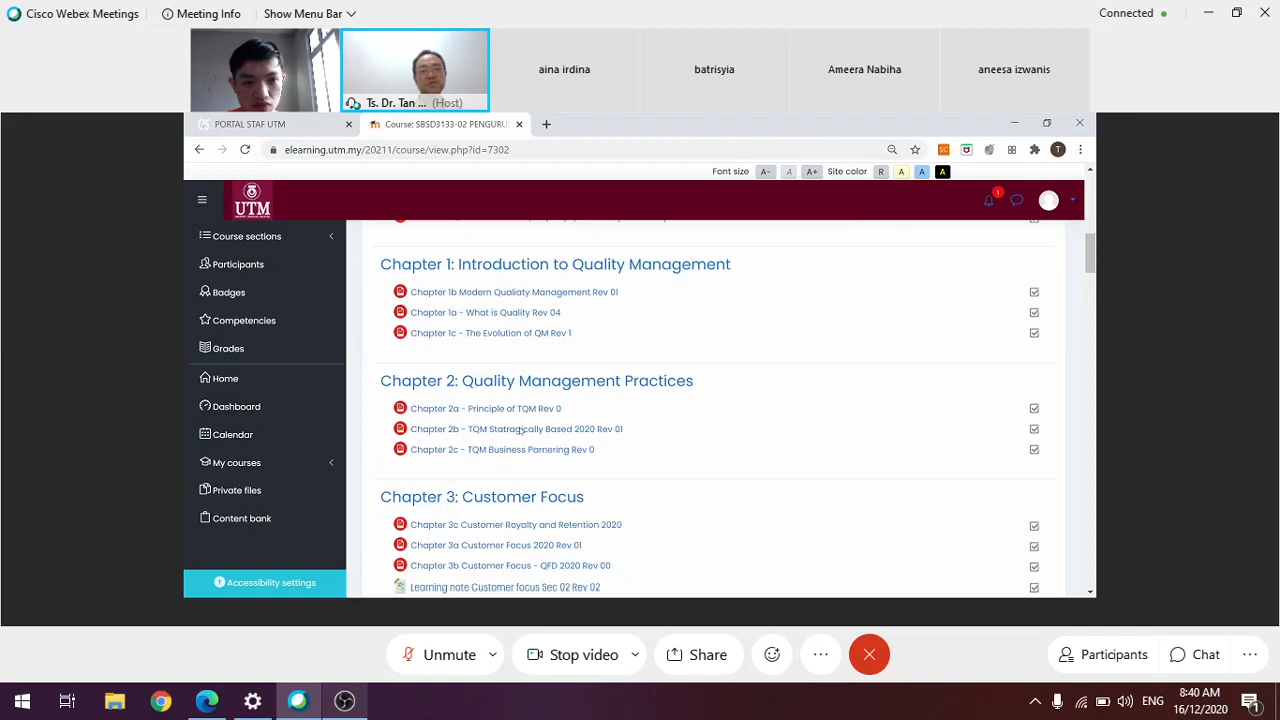 Cisco Webex Meetings
Meeting Info
Show Menu Bar
Connected
Ts. Dr. Tan ... (Host)
aina irdina
batrisyia
Ameera Nabiha
aneesa izwanis
PORTAL STAF UTM
Course: SBSD3133-02 PENGURU
elearning.utm.my/20211/course/view.php?id=7302
SC
T
Font size A- A A+ Site color R A A A
UTM
1
Course sections
Participants
Badges
Competencies
Grades
Home
Dashboard
Calendar
My courses
Private files
Content bank
Accessibility settings
Chapter 1: Introduction to Quality Management
Chapter 1b Modern Qualiaty Management Rev 01
Chapter 1a - What is Quality Rev 04
Chapter 1c - The Evolution of QM Rev 1
Chapter 2: Quality Management Practices
Chapter 2a - Principle of TQM Rev 0
Chapter 2b - TQM Statragically Based 2020 Rev 01
Chapter 2c - TQM Business Parnering Rev 0
Chapter 3: Customer Focus
Chapter 3c Customer Royalty and Retention 2020
Chapter 3a Customer Focus 2020 Rev 01
Chapter 3b Customer Focus - QFD 2020 Rev 00
Learning note Customer focus Sec 02 Rev 02
Unmute
Stop video
Share
Participants
Chat
ENG
8:40 AM
16/12/2020
1